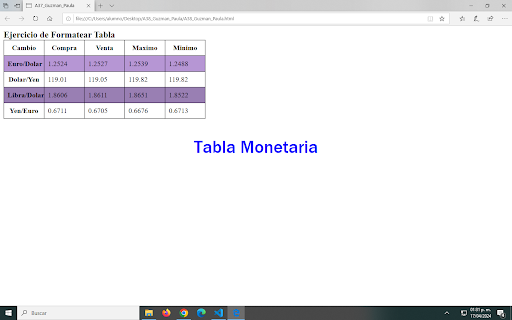 A37_Guzman_Paula
file:///C:/Users/alumno/Desktop/A38_Guzman_Paula/A38_Guzman_Paula.html
Ejercicio de Formatear Tabla
Cambio Compra Venta Maximo Minimo
Euro/Dolar 1.2524 1.2527 1.2539 1.2488
Dolar/Yen 119.01 119.05 119.82 119.82
Libra/Dolar 1.8606 1.8611 1.8651 1.8522
Yen/Euro 0.6711 0.6705 0.6676 0.6713
Tabla Monetaria
Buscar
01:01 p. m.
17/04/2024